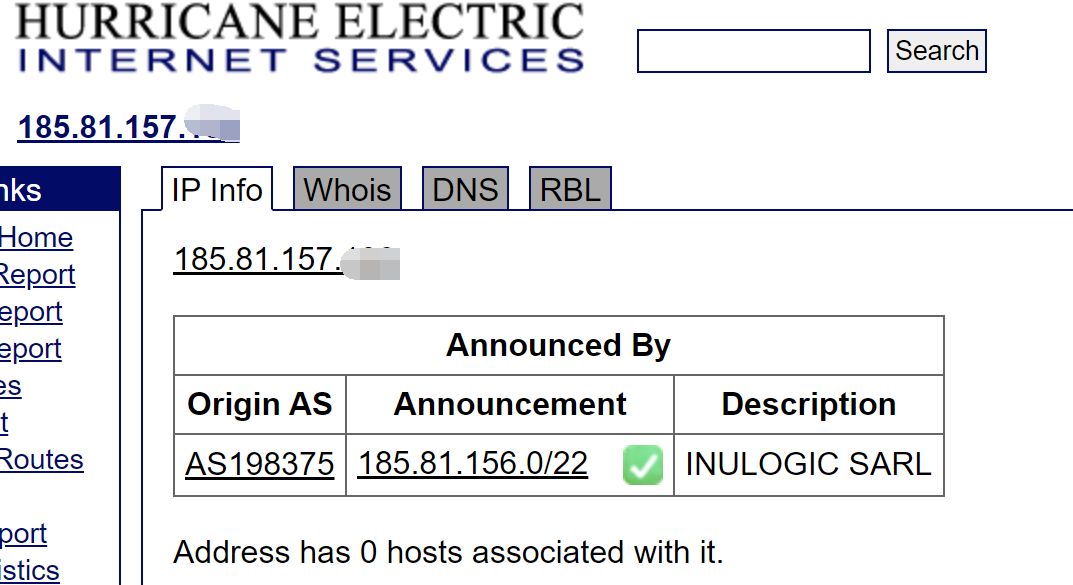 HURRICANE ELECTRIC
INTERNET SERVICES
Search
185.81.157.
nks
Home
Report
eport
eport
es
t
Routes
port
istics
IP Info
Whois
DNS
RBL
185.81.157.
Announced By
Origin AS Announcement Description
AS198375 185.81.156.0/22 INULOGIC SARL
Address has 0 hosts associated with it.